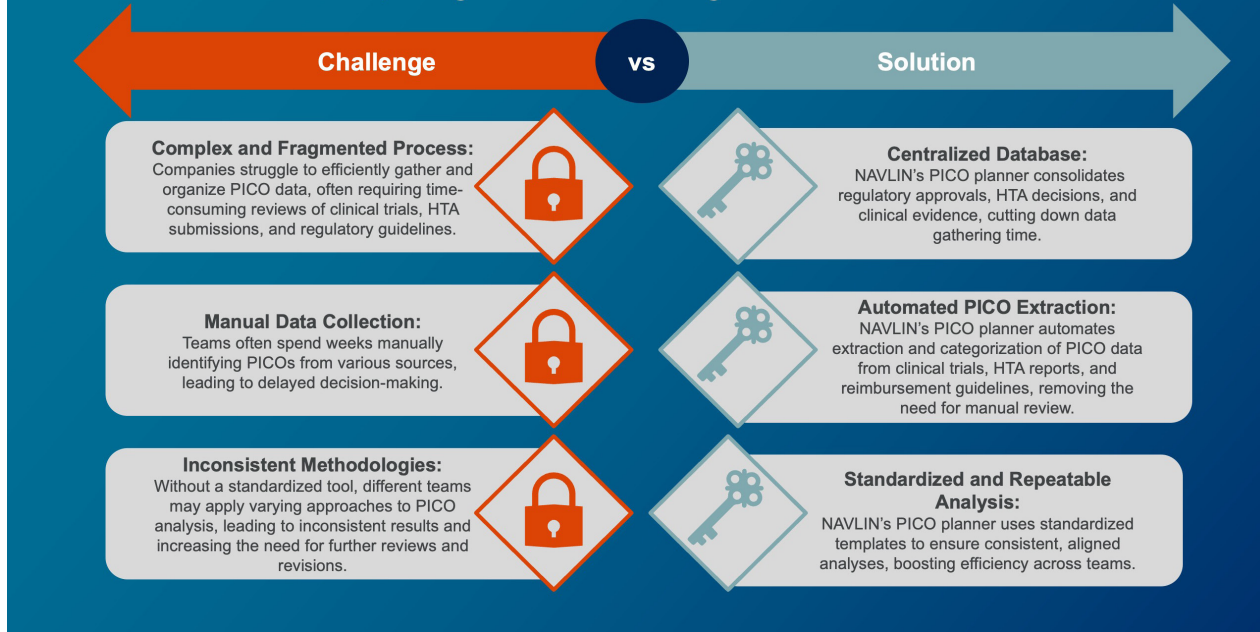 Challenge
vs
Solution
Complex and Fragmented Process:
Companies struggle to efficiently gather and
organize PICO data, often requiring time-
consuming reviews of clinical trials, HTA
submissions, and regulatory guidelines.
Centralized Database:
NAVLIN’s PICO planner consolidates
regulatory approvals, HTA decisions, and
clinical evidence, cutting down data
gathering time.
Manual Data Collection:
Teams often spend weeks manually
identifying PICOs from various sources,
leading to delayed decision-making.
Automated PICO Extraction:
NAVLIN’s PICO planner automates
extraction and categorization of PICO data
from clinical trials, HTA reports, and
reimbursement guidelines, removing the
need for manual review.
Inconsistent Methodologies:
Without a standardized tool, different teams
may apply varying approaches to PICO
analysis, leading to inconsistent results and
increasing the need for further reviews and
revisions.
Standardized and Repeatable
Analysis:
NAVLIN’s PICO planner uses standardized
templates to ensure consistent, aligned
analyses, boosting efficiency across teams.